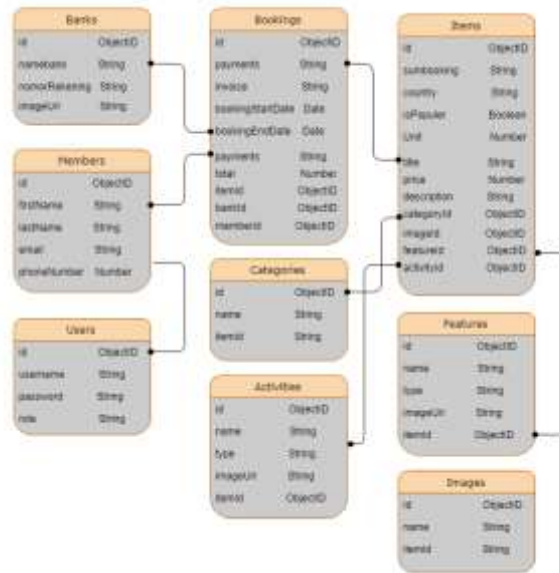 Banks
id ObjectID
namebank String
nomorRekening String
imageUrl String
Members
id ObjectID
firstName String
lastName String
email String
phoneNumber Number
Users
id ObjectID
username String
password String
role String
Bookings
id ObjectID
payments String
invoice String
bookingStartDate Date
bookingEndDate Date
payments String
total Number
itemId ObjectID
bankId ObjectID
memberId ObjectID
Categories
id ObjectID
name String
itemId String
Activities
id ObjectID
name String
type String
imageUrl String
itemId ObjectID
Items
id ObjectID
sumbooking String
country String
isPopuler Boolean
Unit Number
title String
price Number
description String
categoryId ObjectID
imageId ObjectID
featureId ObjectID
activityId ObjectID
Features
id ObjectID
name String
type String
imageUrl String
itemId ObjectID
Images
id ObjectID
name String
itemId String